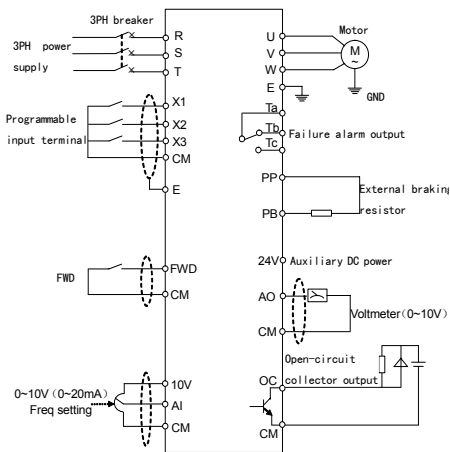 3PH breaker
3PH power
supply
R
S
T
Programmable
input terminal
X1
X2
X3
CM
E
FWD
FWD
CM
0~10V（0~20mA）
Freq setting
10V
AI
CM
U
V
W
E
Motor
M
~
GND
Ta
Tb
Tc
Failure alarm output
PP
PB
External braking
resistor
24V
Auxiliary DC power
AO
CM
Voltmeter（0~10V）
Open-circuit
collector output
OC
CM